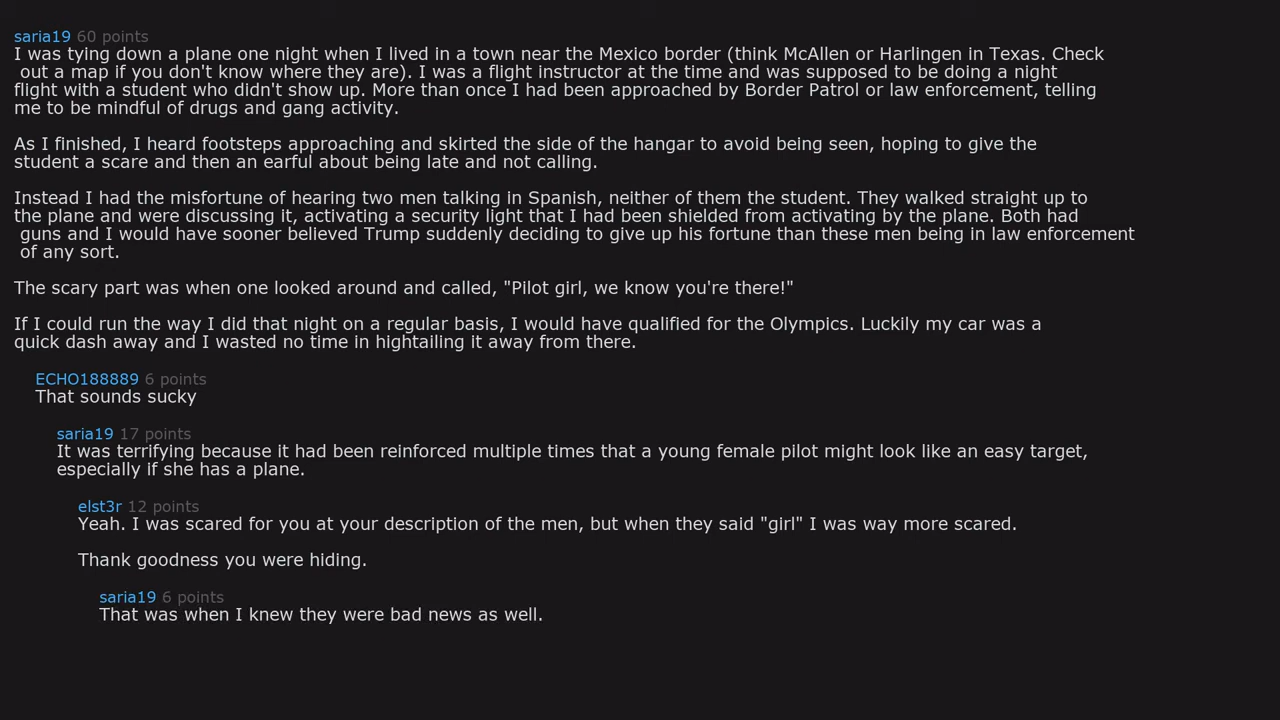 saria19 60 points
I was tying down a plane one night when I lived in a town near the Mexico border (think McAllen or Harlingen in Texas. Check
out a map if you don't know where they are). I was a flight instructor at the time and was supposed to be doing a night
flight with a student who didn't show up. More than once I had been approached by Border Patrol or law enforcement, telling
me to be mindful of drugs and gang activity.
As I finished, I heard footsteps approaching and skirted the side of the hangar to avoid being seen, hoping to give the
student a scare and then an earful about being late and not calling.
Instead I had the misfortune of hearing two men talking in Spanish, neither of them the student. They walked straight up to
the plane and were discussing it, activating a security light that I had been shielded from activating by the plane. Both had
guns and I would have sooner believed Trump suddenly deciding to give up his fortune than these men being in law enforcement
of any sort.
The scary part was when one looked around and called, "Pilot girl, we know you're there!"
If I could run the way I did that night on a regular basis, I would have qualified for the Olympics. Luckily my car was a
quick dash away and I wasted no time in hightailing it away from there.
ECHO188889 6 points
That sounds sucky
saria19 17 points
It was terrifying because it had been reinforced multiple times that a young female pilot might look like an easy target,
especially if she has a plane.
elst3r 12 points
Yeah. I was scared for you at your description of the men, but when they said "girl" I was way more scared.
Thank goodness you were hiding.
saria19 6 points
That was when I knew they were bad news as well.